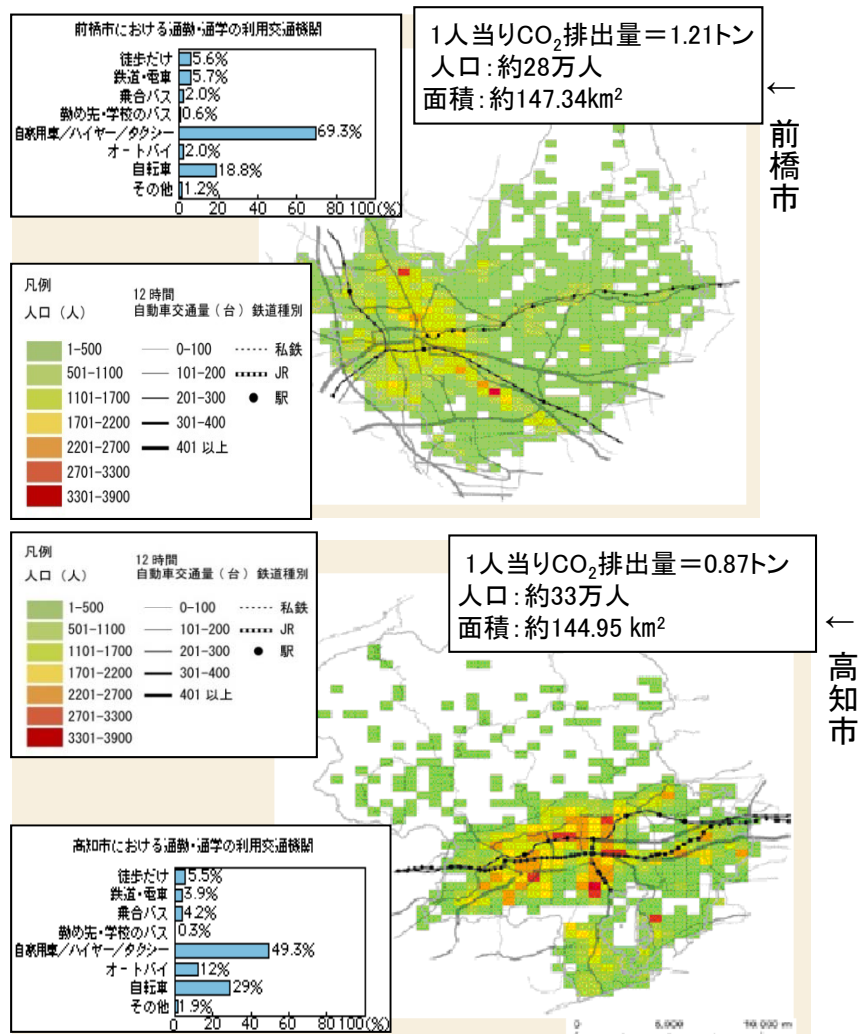 前橋市における通勤・通学の利用交通機関
徒歩だけ 5.6%
鉄道・電車 5.7%
乗合バス 2.0%
勤め先・学校のバス 0.6%
自家用車/ハイヤー/タクシー 69.3%
オートバイ 2.0%
自転車 18.8%
その他 1.2%
0 20 40 60 80 100(%)
1人当りCO₂排出量=1.21トン
人口:約28万人
面積:約147.34km²
←
前橋市
凡例
人口(人) 12時間自動車交通量(台) 鉄道種別
1-500 0-100 私鉄
501-1100 101-200 JR
1101-1700 201-300 駅
1701-2200 301-400
2201-2700 401 以上
2701-3300
3301-3900
凡例
人口(人) 12時間自動車交通量(台) 鉄道種別
1-500 0-100 私鉄
501-1100 101-200 JR
1101-1700 201-300 駅
1701-2200 301-400
2201-2700 401 以上
2701-3300
3301-3900
1人当りCO₂排出量=0.87トン
人口:約33万人
面積:約144.95 km²
←
高知市
高知市における通勤・通学の利用交通機関
徒歩だけ 5.5%
鉄道・電車 3.9%
乗合バス 4.2%
勤め先・学校のバス 0.3%
自家用車/ハイヤー/タクシー 49.3%
オートバイ 12%
自転車 29%
その他 1.9%
0 20 40 60 80 100(%)
0 5,000 10,000 m